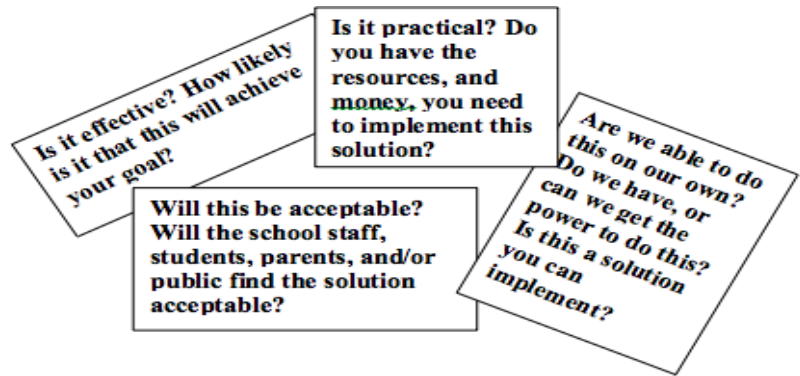 Is it effective? How likely
is it that this will achieve
your goal?
Is it practical? Do
you have the
resources, and
money, you need
to implement this
solution?
Will this be acceptable?
Will the school staff,
students, parents, and/or
public find the solution
acceptable?
Are we able to do
this on our own?
Do we have, or
can we get the
power to do this?
Is this a solution
you can
implement?